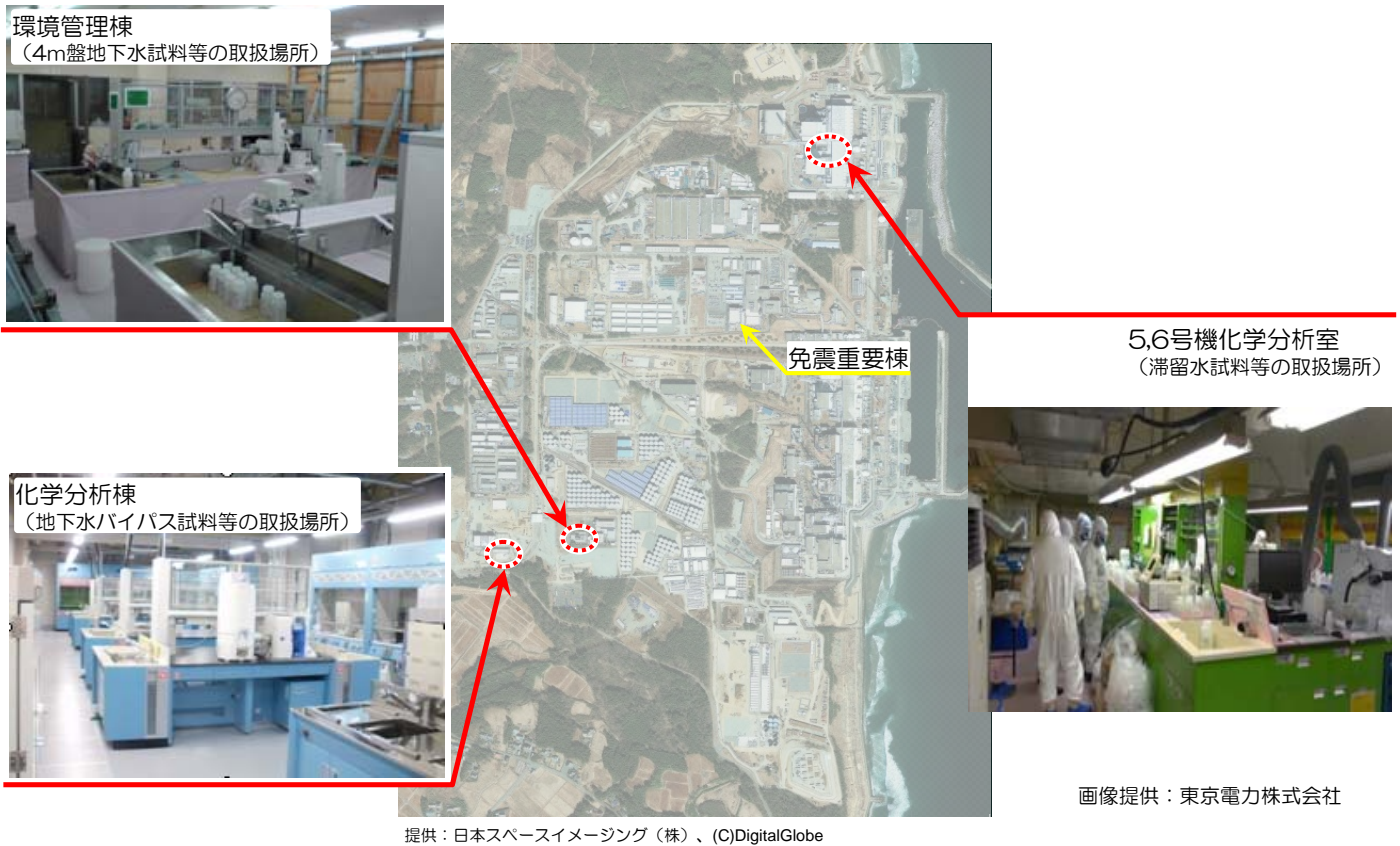 環境管理棟
（4m盤地下水試料等の取扱場所）
免震重要棟
5,6号機化学分析室
（滞留水試料等の取扱場所）
化学分析棟
（地下水バイパス試料等の取扱場所）
画像提供：東京電力株式会社
提供：日本スペースイメージング（株）、(C)DigitalGlobe